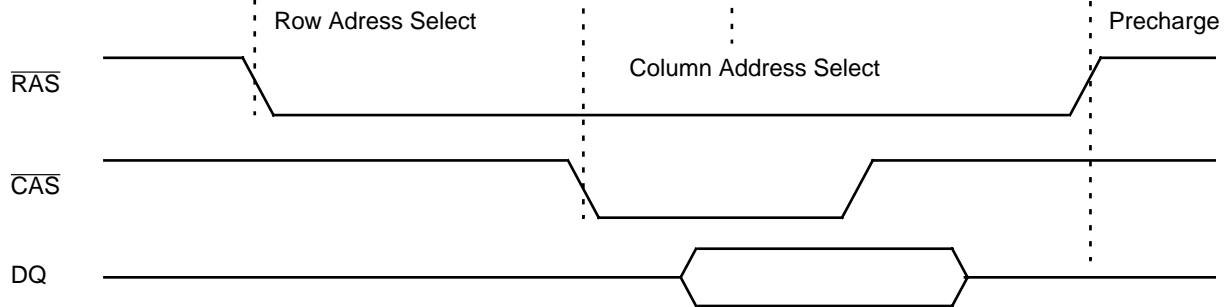 Row Adress Select
Precharge
Column Address Select
RAS
CAS
DQ